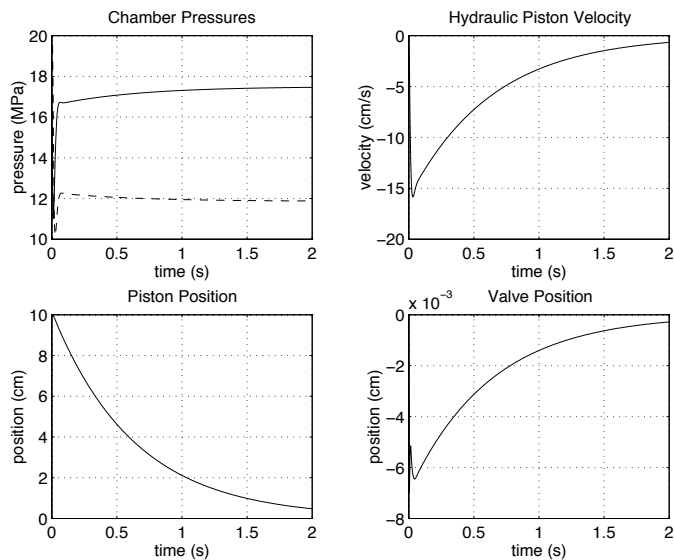 Chamber Pressures
20
18
16
14
12
10
pressure (MPa)
0 0.5 1 1.5 2
time (s)
Hydraulic Piston Velocity
0
−5
−10
−15
−20
velocity (cm/s)
0 0.5 1 1.5 2
time (s)
Piston Position
10
8
6
4
2
0
position (cm)
0 0.5 1 1.5 2
time (s)
Valve Position
x 10⁻³
0
−2
−4
−6
−8
position (cm)
0 0.5 1 1.5 2
time (s)